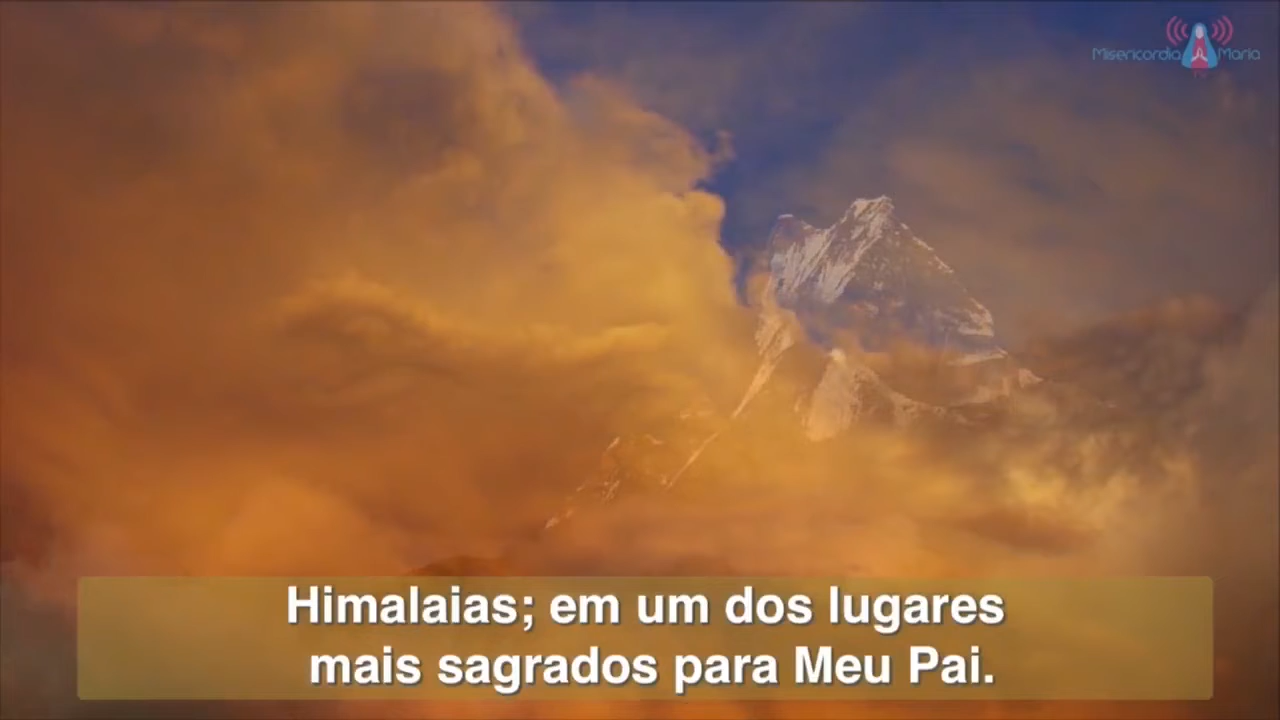 Misericordia Maria
Himalaias; em um dos lugares
mais sagrados para Meu Pai.